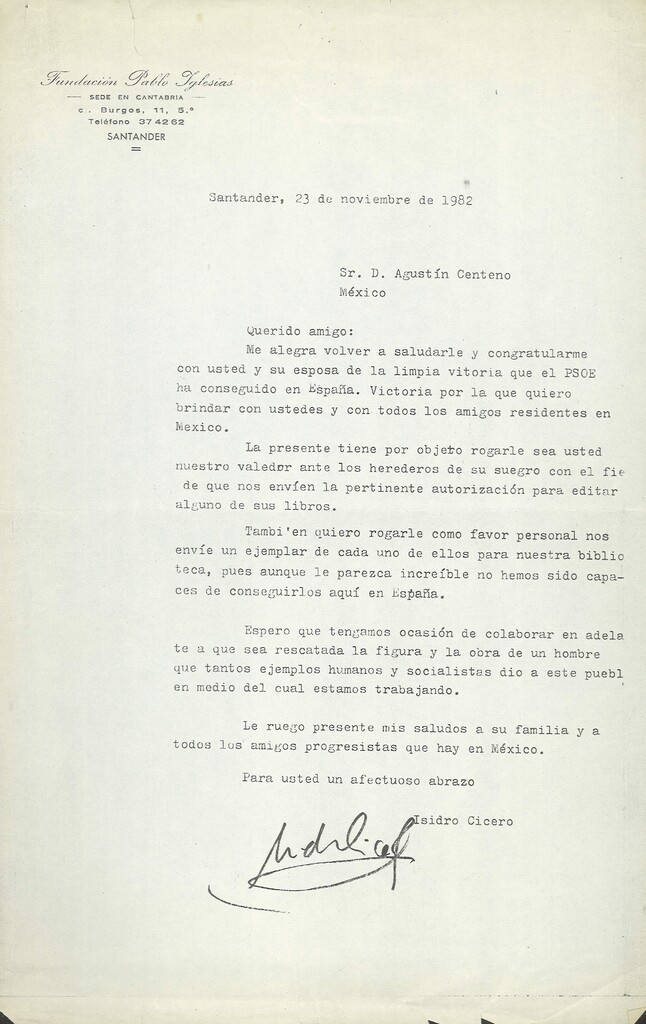 Fundación Pablo Iglesias
SEDE EN CANTABRIA
c. Burgos, 11, 5.º
Teléfono 37 42 62
SANTANDER
Santander, 23 de noviembre de 1982
Sr. D. Agustín Centeno
México
Querido amigo:
Me alegra volver a saludarle y congratularme
con usted y su esposa de la limpia vitoria que el PSOE
ha conseguido en España. Victoria por la que quiero
brindar con ustedes y con todos los amigos residentes en
Mexico.
La presente tiene por objeto rogarle sea usted
nuestro valedor ante los herederos de su suegro con el fi
de que nos envíen la pertinente autorización para editar
alguno de sus libros.
Tambi'en quiero rogarle como favor personal nos
envíe un ejemplar de cada uno de ellos para nuestra biblio
teca, pues aunque le parezca increíble no hemos sido capa-
ces de conseguirlos aquí en España.
Espero que tengamos ocasión de colaborar en adela
te a que sea rescatada la figura y la obra de un hombre
que tantos ejemplos humanos y socialistas dio a este puebl
en medio del cual estamos trabajando.
Le ruego presente mis saludos a su familia y a
todos los amigos progresistas que hay en México.
Para usted un afectuoso abrazo
Isidro Cicero